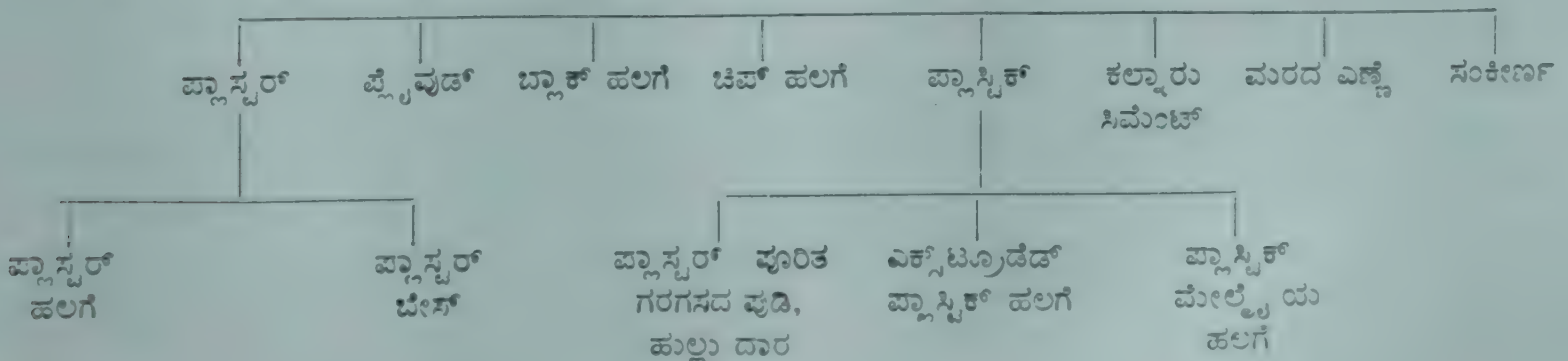 ಪ್ಲಾಸ್ಟರ್ ಪ್ಲೈವುಡ್ ಬ್ಲಾಕ್ ಹಲಗೆ ಚಿಪ್ ಹಲಗೆ ಪ್ಲಾಸ್ಟಿಕ್ ಕಲ್ನಾರು ಮರದ ಎಣ್ಣೆ ಸಂಕೀರ್ಣ
ಸಿಮೆಂಟ್
ಪ್ಲಾಸ್ಟರ್ ಪ್ಲಾಸ್ಟರ್ ಪ್ಲಾಸ್ಟರ್ ಪೂರಿತ ಎಕ್ಸ್‌ಟ್ರೂಡೆಡ್ ಪ್ಲಾಸ್ಟಿಕ್
ಹಲಗೆ ಬೇಸ್ ಗರಗಸದ ಪುಡಿ, ಪ್ಲಾಸ್ಟಿಕ್ ಹಲಗೆ ಮೇಲ್ಮೈಯ
ಹುಲ್ಲು ದಾರ ಹಲಗೆ